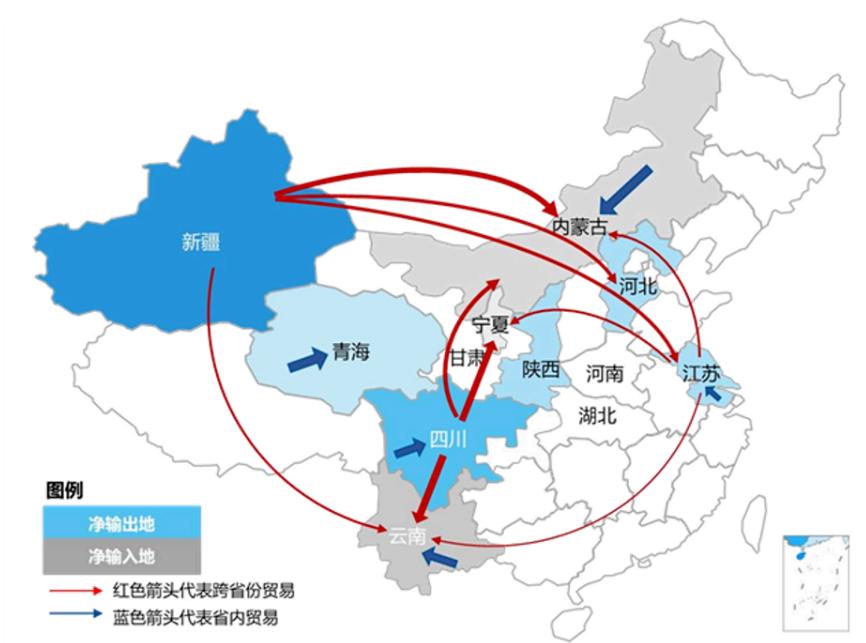 新疆
内蒙古
河北
宁夏
青海
甘肃
陕西
河南
江苏
湖北
四川
云南
图例
净输出地
净输入地
红色箭头代表跨省份贸易
蓝色箭头代表省内贸易